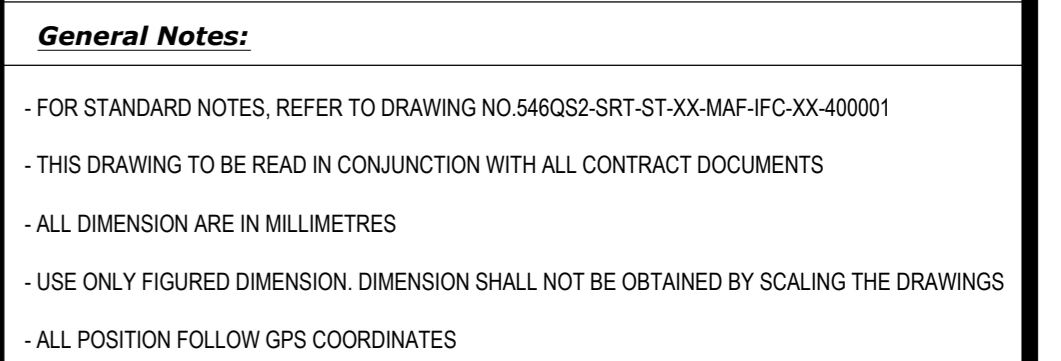 General Notes:
- FOR STANDARD NOTES, REFER TO DRAWING NO.546QS2-SRT-ST-XX-MAF-IFC-XX-400001
- THIS DRAWING TO BE READ IN CONJUNCTION WITH ALL CONTRACT DOCUMENTS
- ALL DIMENSION ARE IN MILLIMETRES
- USE ONLY FIGURED DIMENSION. DIMENSION SHALL NOT BE OBTAINED BY SCALING THE DRAWINGS
- ALL POSITION FOLLOW GPS COORDINATES